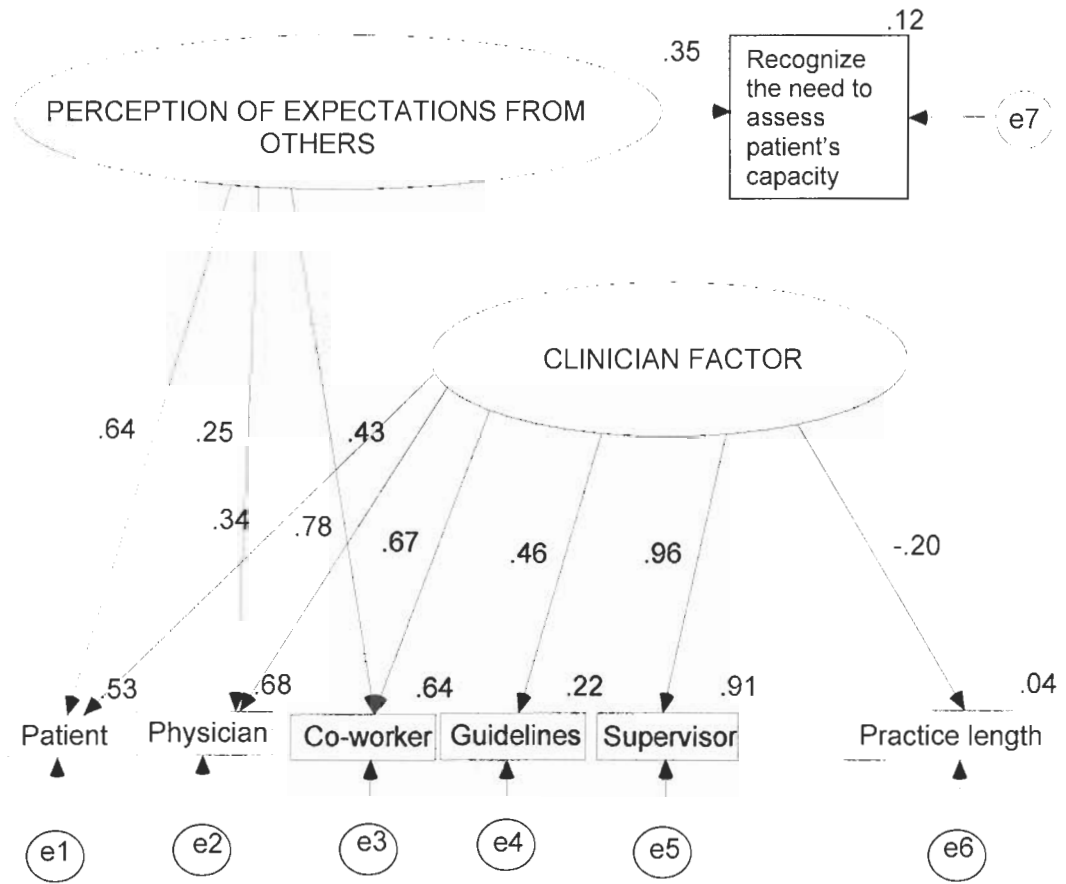 .12
.35
Recognize
the need to
assess
patient's
capacity
e7
PERCEPTION OF EXPECTATIONS FROM
OTHERS
CLINICIAN FACTOR
.64
.25
.43
.34
.78
.67
.46
.96
-.20
.53
.68
.64
.22
.91
.04
Patient
Physician
Co-worker
Guidelines
Supervisor
Practice length
e1
e2
e3
e4
e5
e6